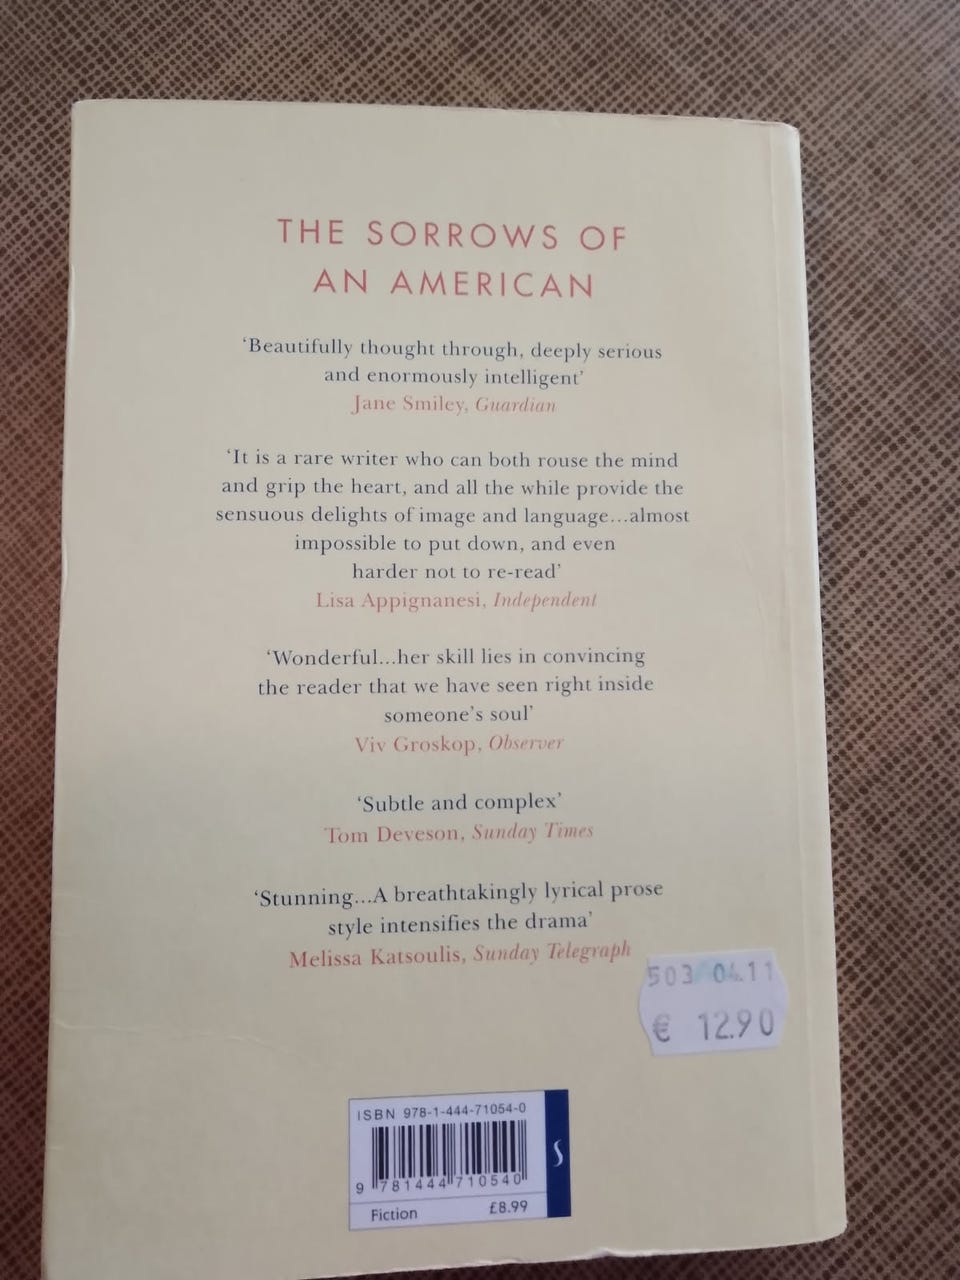 THE SORROWS OF
AN AMERICAN
‘Beautifully thought through, deeply serious
and enormously intelligent’
Jane Smiley, Guardian
‘It is a rare writer who can both rouse the mind
and grip the heart, and all the while provide the
sensuous delights of image and language...almost
impossible to put down, and even
harder not to re-read’
Lisa Appignanesi, Independent
‘Wonderful...her skill lies in convincing
the reader that we have seen right inside
someone’s soul’
Viv Groskop, Observer
‘Subtle and complex’
Tom Deveson, Sunday Times
‘Stunning...A breathtakingly lyrical prose
style intensifies the drama’
Melissa Katsoulis, Sunday Telegraph
503 04.11
€ 12.90
ISBN 978-1-444-71054-0
9 781444 710540
Fiction £8.99